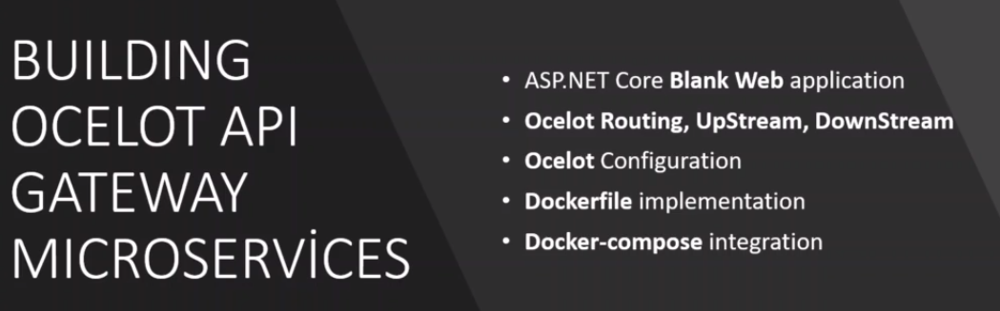 BUILDING
OCELOT API
GATEWAY
MICROSERVİCES
• ASP.NET Core Blank Web application
• Ocelot Routing, UpStream, DownStream
• Ocelot Configuration
• Dockerfile implementation
• Docker-compose integration